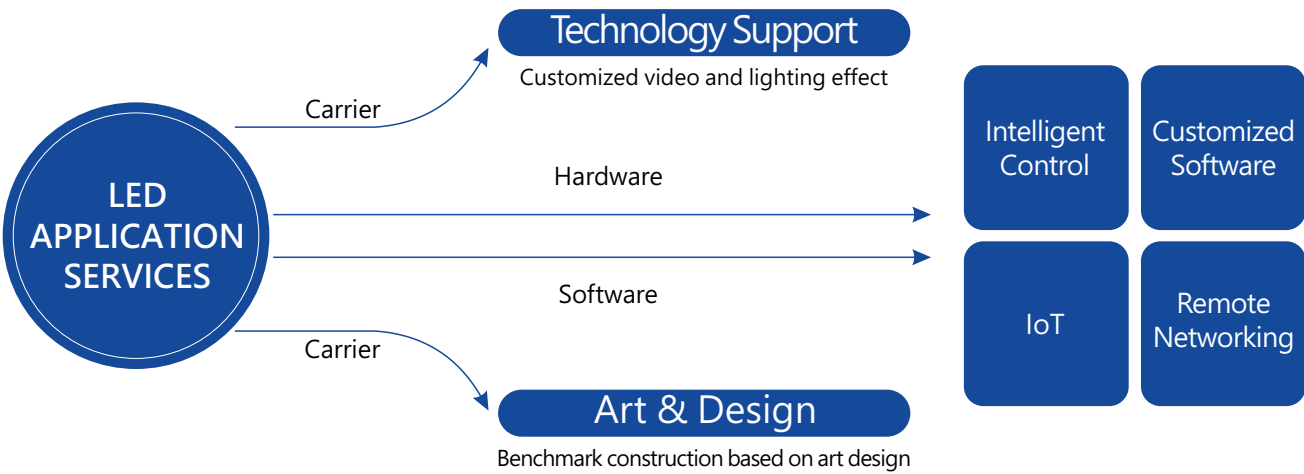 Technology Support
Customized video and lighting effect
Carrier
Hardware
LED
APPLICATION
SERVICES
Software
Carrier
Art & Design
Benchmark construction based on art design
Intelligent
Control
Customized
Software
IoT
Remote
Networking